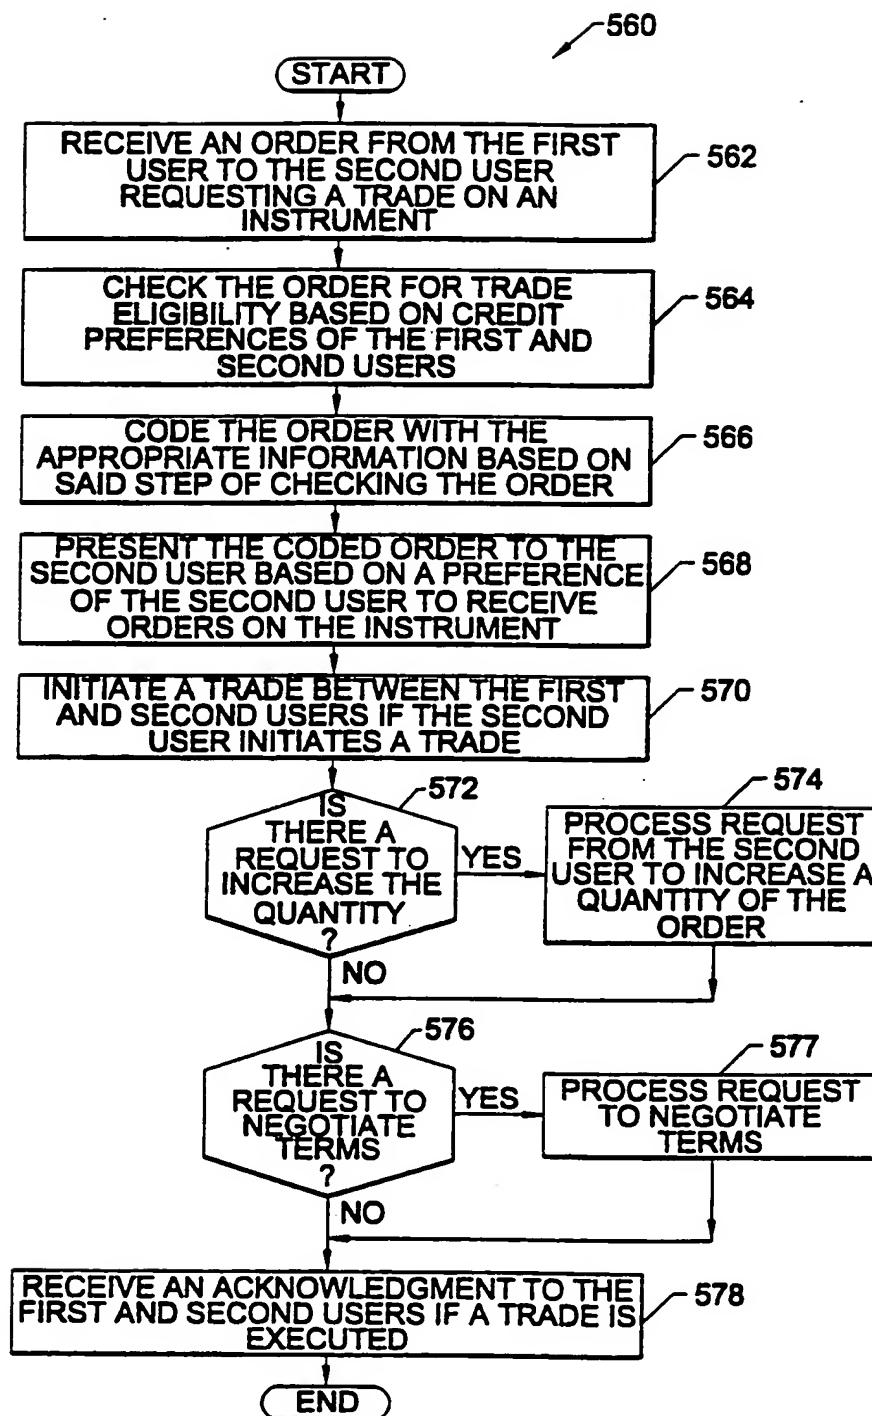 560
START
RECEIVE AN ORDER FROM THE FIRST
USER TO THE SECOND USER
REQUESTING A TRADE ON AN
INSTRUMENT
562
CHECK THE ORDER FOR TRADE
ELIGIBILITY BASED ON CREDIT
PREFERENCES OF THE FIRST AND
SECOND USERS
564
CODE THE ORDER WITH THE
APPROPRIATE INFORMATION BASED ON
SAID STEP OF CHECKING THE ORDER
566
PRESENT THE CODED ORDER TO THE
SECOND USER BASED ON A PREFERENCE
OF THE SECOND USER TO RECEIVE
ORDERS ON THE INSTRUMENT
568
INITIATE A TRADE BETWEEN THE FIRST
AND SECOND USERS IF THE SECOND
USER INITIATES A TRADE
570
572
IS
THERE A
REQUEST TO
INCREASE THE
QUANTITY
?
YES
NO
574
PROCESS REQUEST
FROM THE SECOND
USER TO INCREASE A
QUANTITY OF THE
ORDER
576
IS
THERE A
REQUEST TO
NEGOTIATE
TERMS
?
YES
NO
577
PROCESS REQUEST
TO NEGOTIATE
TERMS
RECEIVE AN ACKNOWLEDGMENT TO THE
FIRST AND SECOND USERS IF A TRADE IS
EXECUTED
578
END